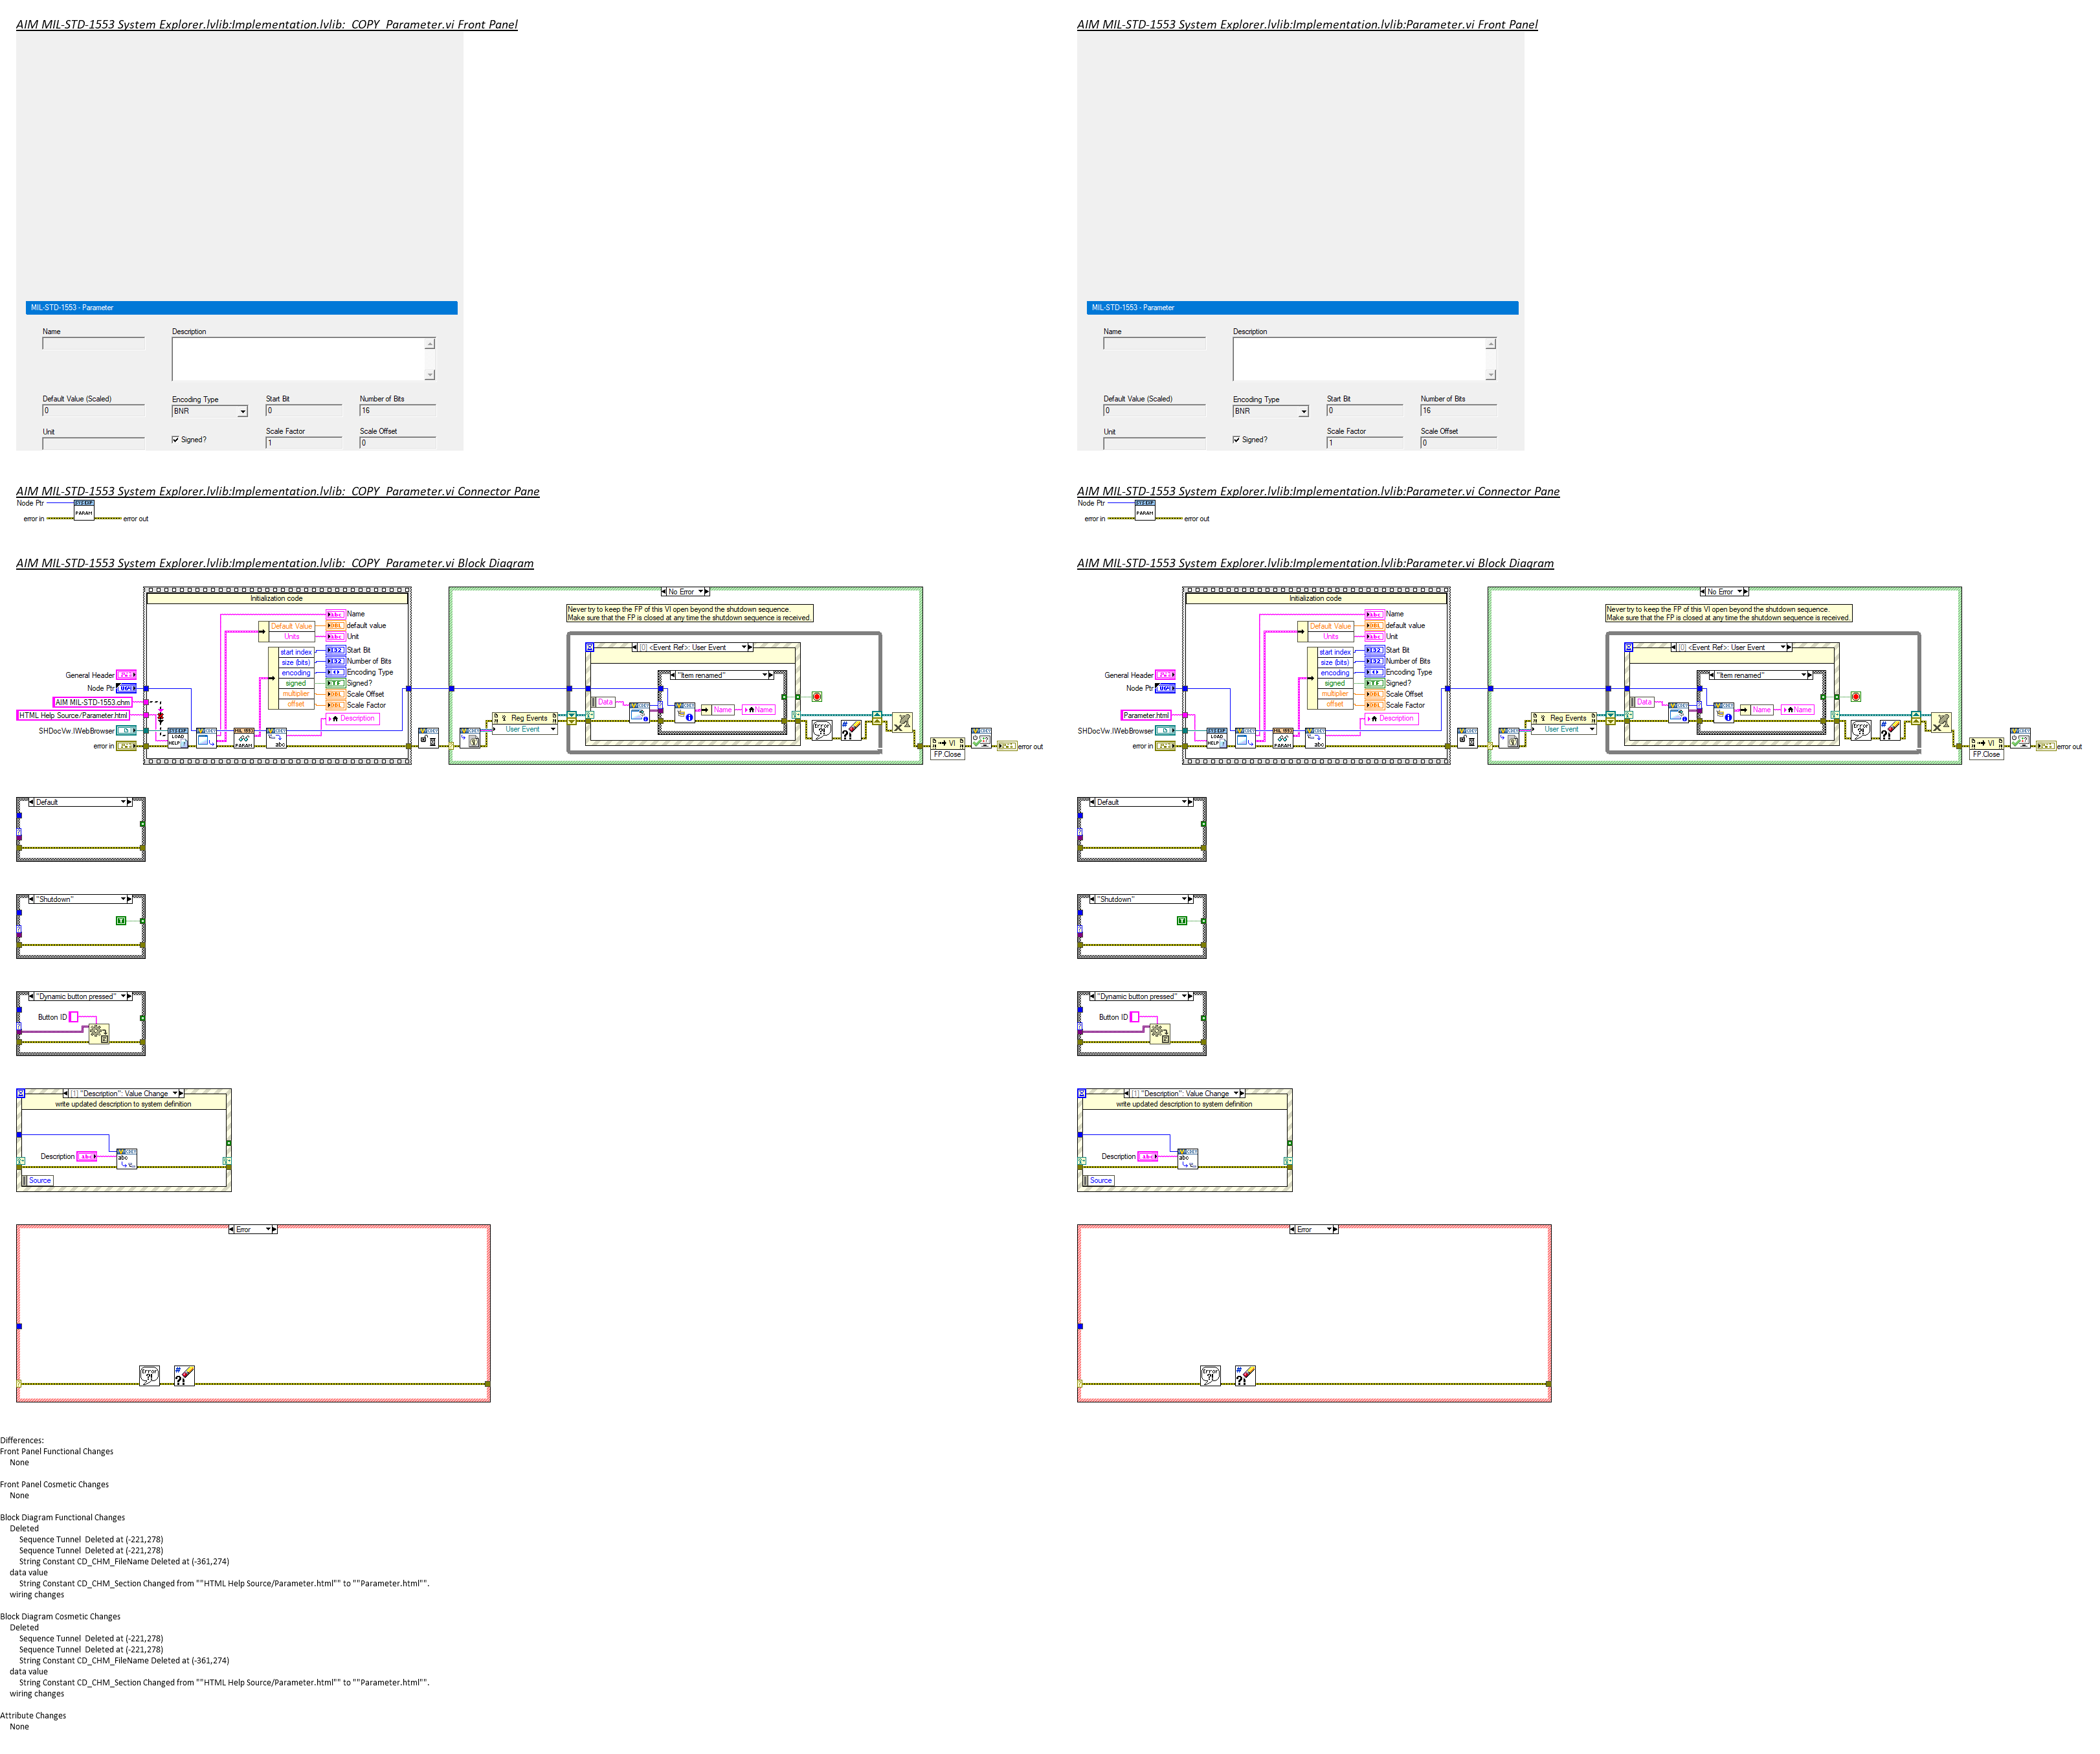 AIM MIL-STD-1553 System Explorer.lvlib:Implementation.lvlib:_COPY_Parameter.vi Front Panel
MIL-STD-1553 - Parameter
Name
Description
Default Value (Scaled)
Encoding Type
Start Bit
Number of Bits
0
BNR
0
16
Unit
Signed?
Scale Factor
Scale Offset
1
0
AIM MIL-STD-1553 System Explorer.lvlib:Implementation.lvlib:Parameter.vi Front Panel
MIL-STD-1553 - Parameter
Name
Description
Default Value (Scaled)
Encoding Type
Start Bit
Number of Bits
0
BNR
0
16
Unit
Signed?
Scale Factor
Scale Offset
1
0
AIM MIL-STD-1553 System Explorer.lvlib:Implementation.lvlib:_COPY_Parameter.vi Connector Pane
Node Ptr
PARAM
error in
error out
AIM MIL-STD-1553 System Explorer.lvlib:Implementation.lvlib:Parameter.vi Connector Pane
Node Ptr
PARAM
error in
error out
AIM MIL-STD-1553 System Explorer.lvlib:Implementation.lvlib:_COPY_Parameter.vi Block Diagram
Initialization code
Name
Default Value
default value
Units
Unit
start index
Start Bit
size (bits)
Number of Bits
encoding
Encoding Type
signed
Signed?
multiplier
Scale Offset
offset
Scale Factor
Description
General Header
Node Ptr
AIM MIL-STD-1553.chm
HTML Help Source/Parameter.html
SHDocVw.IWebBrowser
error in
LOAD
HELP
PARAM
abc
No Error
Never try to keep the FP of this VI open beyond the shutdown sequence.
Make sure that the FP is closed at any time the shutdown sequence is received.
[0] <Event Ref>: User Event
"Item renamed"
Data
Name
Name
Reg Events
User Event
VI
FP.Close
error out
AIM MIL-STD-1553 System Explorer.lvlib:Implementation.lvlib:Parameter.vi Block Diagram
Initialization code
Name
Default Value
default value
Units
Unit
start index
Start Bit
size (bits)
Number of Bits
encoding
Encoding Type
signed
Signed?
multiplier
Scale Offset
offset
Scale Factor
Description
General Header
Node Ptr
Parameter.html
SHDocVw.IWebBrowser
error in
LOAD
HELP
PARAM
abc
No Error
Never try to keep the FP of this VI open beyond the shutdown sequence.
Make sure that the FP is closed at any time the shutdown sequence is received.
[0] <Event Ref>: User Event
"Item renamed"
Data
Name
Name
Reg Events
User Event
VI
FP.Close
error out
Default
Default
"Shutdown"
T
"Shutdown"
T
"Dynamic button pressed"
Button ID
"Dynamic button pressed"
Button ID
[1] "Description": Value Change
write updated description to system definition
Description
abc
abc
Source
[1] "Description": Value Change
write updated description to system definition
Description
abc
abc
Source
Error
Error
?!
#
?!
Error
Error
?!
#
?!
Differences:
Front Panel Functional Changes
None
Front Panel Cosmetic Changes
None
Block Diagram Functional Changes
Deleted
Sequence Tunnel  Deleted at (-221,278)
Sequence Tunnel  Deleted at (-221,278)
String Constant CD_CHM_FileName Deleted at (-361,274)
data value
String Constant CD_CHM_Section Changed from ""HTML Help Source/Parameter.html"" to ""Parameter.html"".
wiring changes
Block Diagram Cosmetic Changes
Deleted
Sequence Tunnel  Deleted at (-221,278)
Sequence Tunnel  Deleted at (-221,278)
String Constant CD_CHM_FileName Deleted at (-361,274)
data value
String Constant CD_CHM_Section Changed from ""HTML Help Source/Parameter.html"" to ""Parameter.html"".
wiring changes
Attribute Changes
None